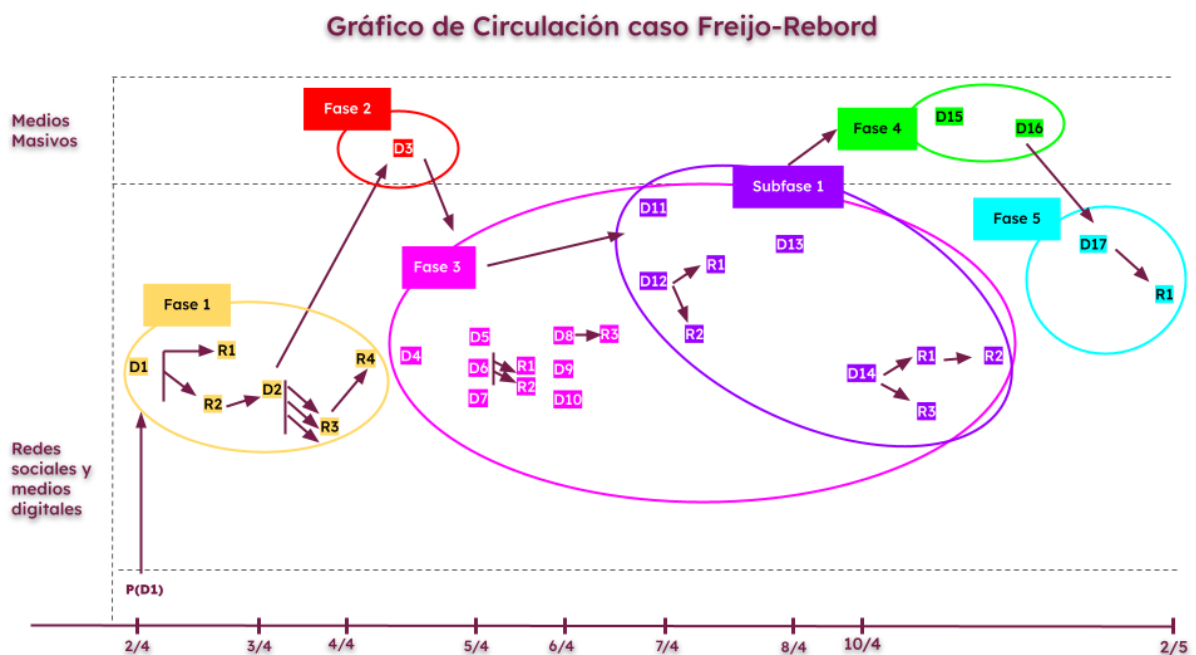 Gráfico de Circulación caso Freijo-Rebord
Medios
Masivos
Fase 2
D3
Fase 4
D15
D16
Subfase 1
D11
D13
D12
R1
R2
D14
R1
R2
R3
Fase 5
D17
R1
Fase 3
D4
D5
D6
D7
R1
R2
D8
R3
D9
D10
Fase 1
D1
R1
R2
D2
R3
R4
Redes
sociales y
medios
digitales
P(D1)
2/4
3/4
4/4
5/4
6/4
7/4
8/4
10/4
2/5